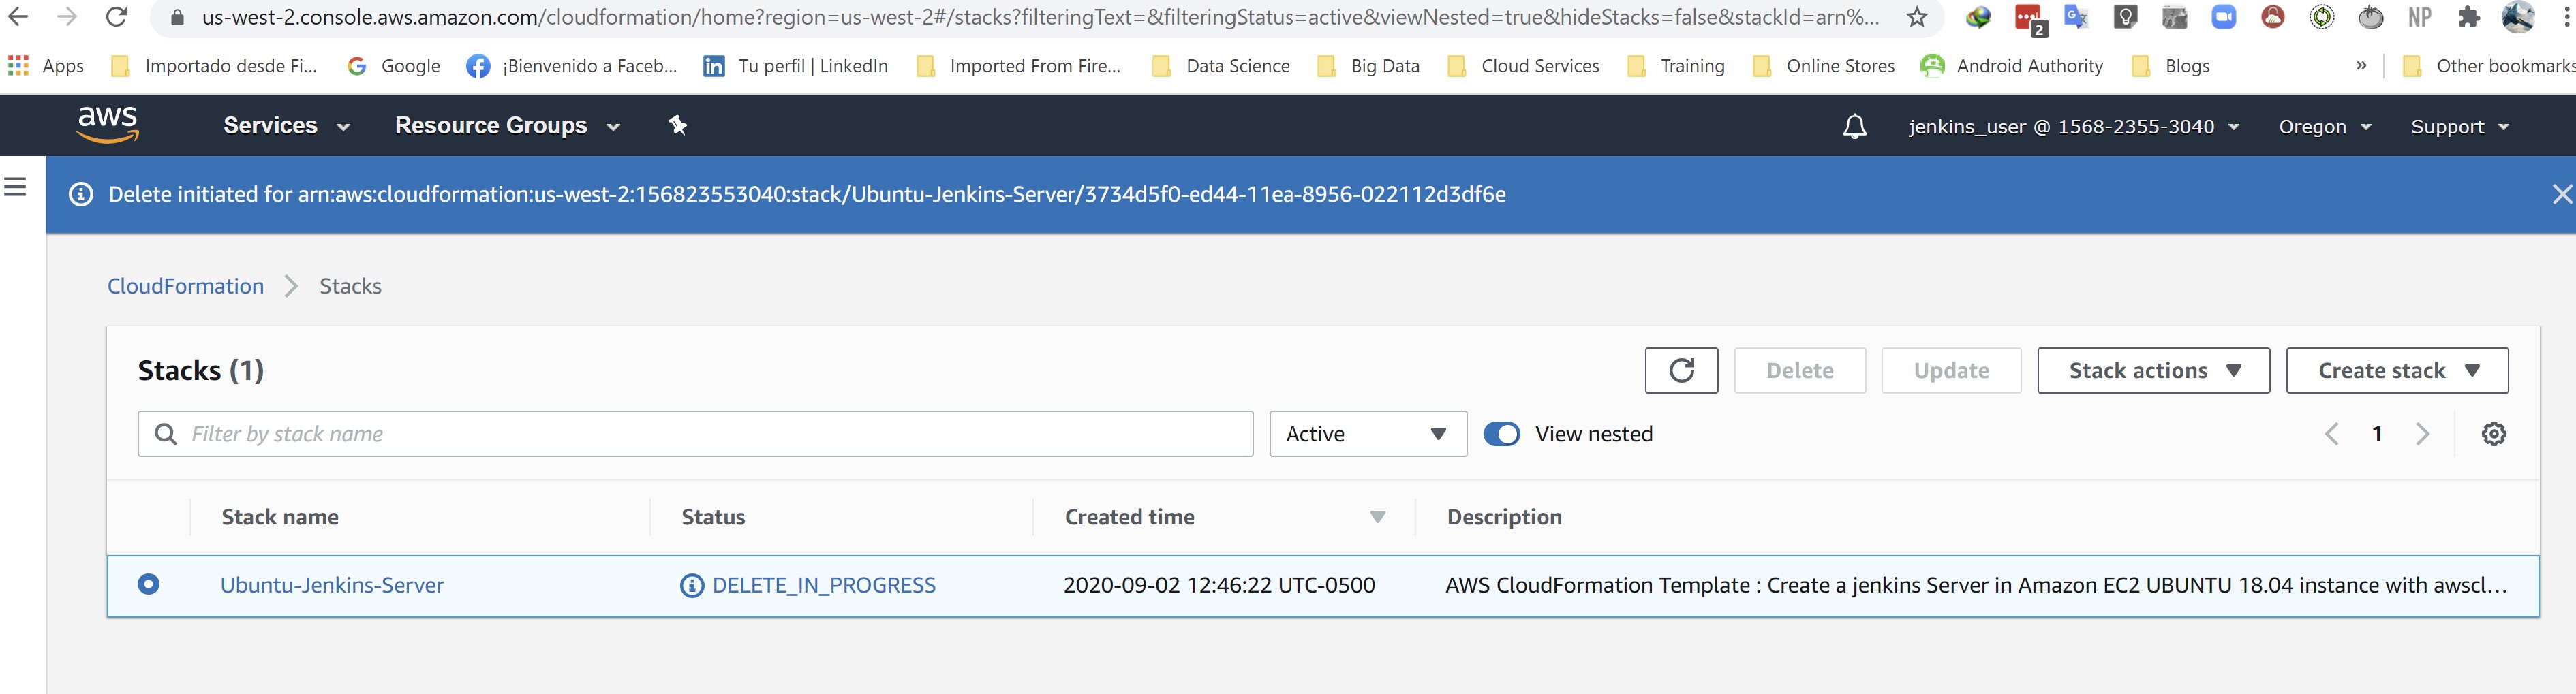 us-west-2.console.aws.amazon.com/cloudformation/home?region=us-west-2#/stacks?filteringText=&filteringStatus=active&viewNested=true&hideStacks=false&stackId=arn%...
2
NP
Apps Importado desde Fi... Google ¡Bienvenido a Faceb... Tu perfil | LinkedIn Imported From Fire... Data Science Big Data Cloud Services Training Online Stores Android Authority Blogs » Other bookmarks
aws Services Resource Groups jenkins_user @ 1568-2355-3040 Oregon Support
Delete initiated for arn:aws:cloudformation:us-west-2:156823553040:stack/Ubuntu-Jenkins-Server/3734d5f0-ed44-11ea-8956-022112d3df6e
CloudFormation > Stacks
Stacks (1) Delete Update Stack actions Create stack
Filter by stack name Active View nested 1
Stack name Status Created time Description
Ubuntu-Jenkins-Server DELETE_IN_PROGRESS 2020-09-02 12:46:22 UTC-0500 AWS CloudFormation Template : Create a jenkins Server in Amazon EC2 UBUNTU 18.04 instance with awscl...